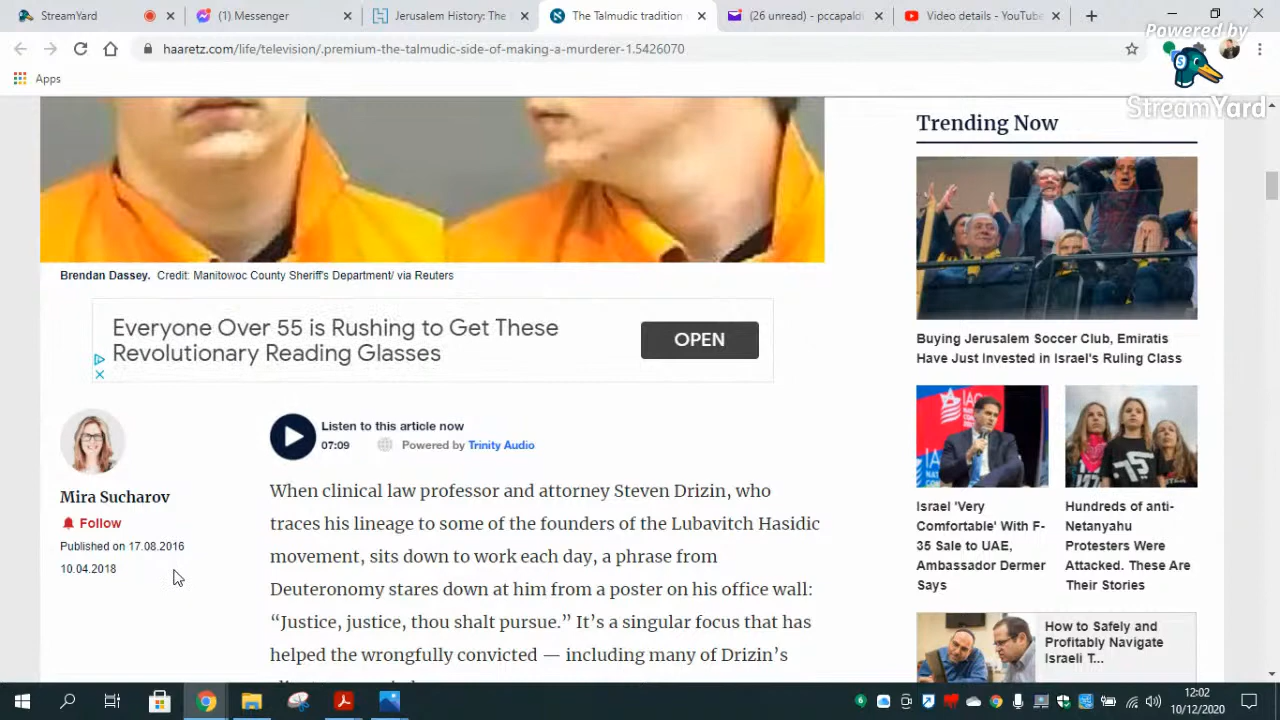 StreamYard
(1) Messenger
Jerusalem History: The
The Talmudic tradition
(26 unread) - pccapaldi
Video details - YouTube
haaretz.com/life/television/.premium-the-talmudic-side-of-making-a-murderer-1.5426070
Powered by
StreamYard
Apps
Brendan Dassey. Credit: Manitowoc County Sheriff's Department/ via Reuters
Everyone Over 55 is Rushing to Get These
Revolutionary Reading Glasses
OPEN
Mira Sucharov
Follow
Published on 17.08.2016
10.04.2018
Listen to this article now
07:09 Powered by Trinity Audio
When clinical law professor and attorney Steven Drizin, who
traces his lineage to some of the founders of the Lubavitch Hasidic
movement, sits down to work each day, a phrase from
Deuteronomy stares down at him from a poster on his office wall:
“Justice, justice, thou shalt pursue.” It’s a singular focus that has
helped the wrongfully convicted — including many of Drizin’s
Trending Now
Buying Jerusalem Soccer Club, Emiratis
Have Just Invested in Israel's Ruling Class
Israel 'Very
Comfortable' With F-
35 Sale to UAE,
Ambassador Dermer
Says
Hundreds of anti-
Netanyahu
Protesters Were
Attacked. These Are
Their Stories
How to Safely and
Profitably Navigate
Israeli T...
12:02
10/12/2020